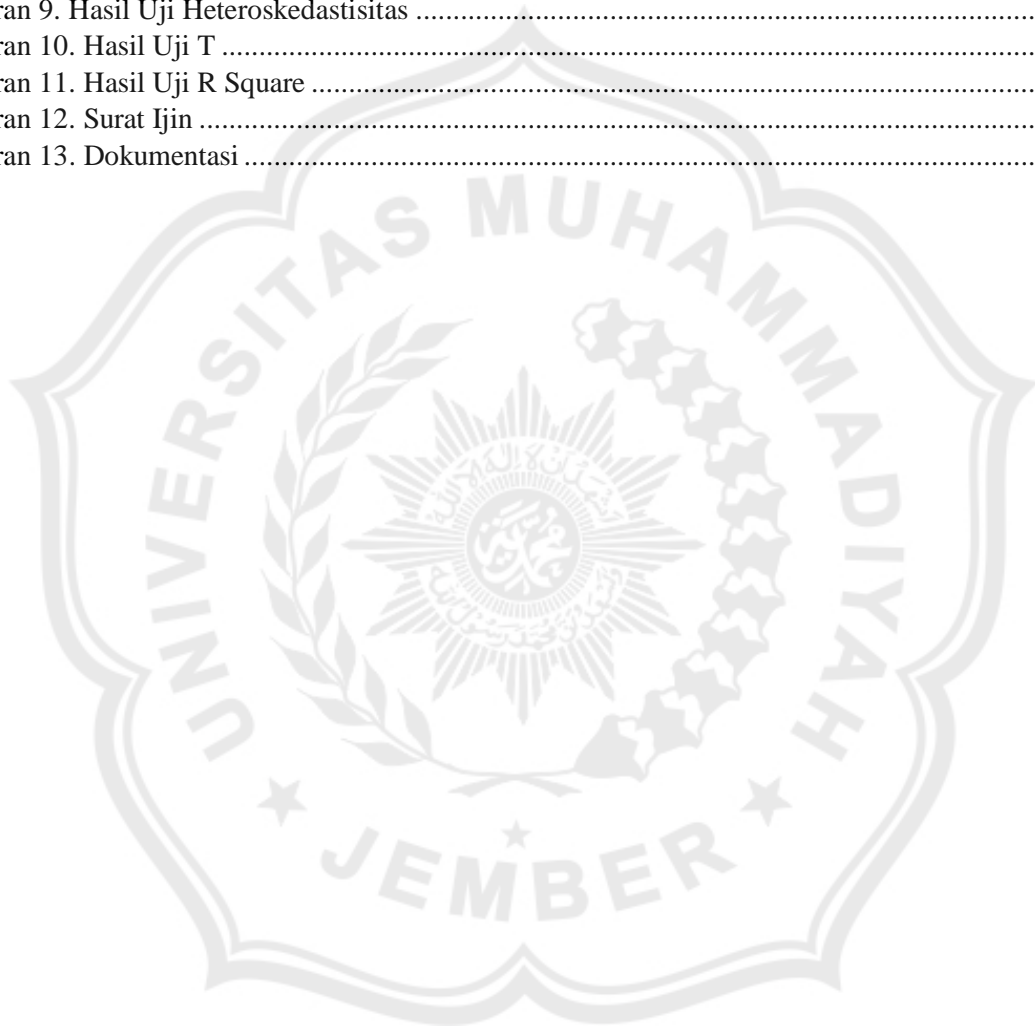 ran 9. Hasil Uji Heteroskedastisitas ....................................................................................
ran 10. Hasil Uji T ................................................................................................................
ran 11. Hasil Uji R Square ...................................................................................................
ran 12. Surat Ijin ...................................................................................................................
ran 13. Dokumentasi .............................................................................................................
UNIVERSITAS MUHAMMADIYAH
JEMBER